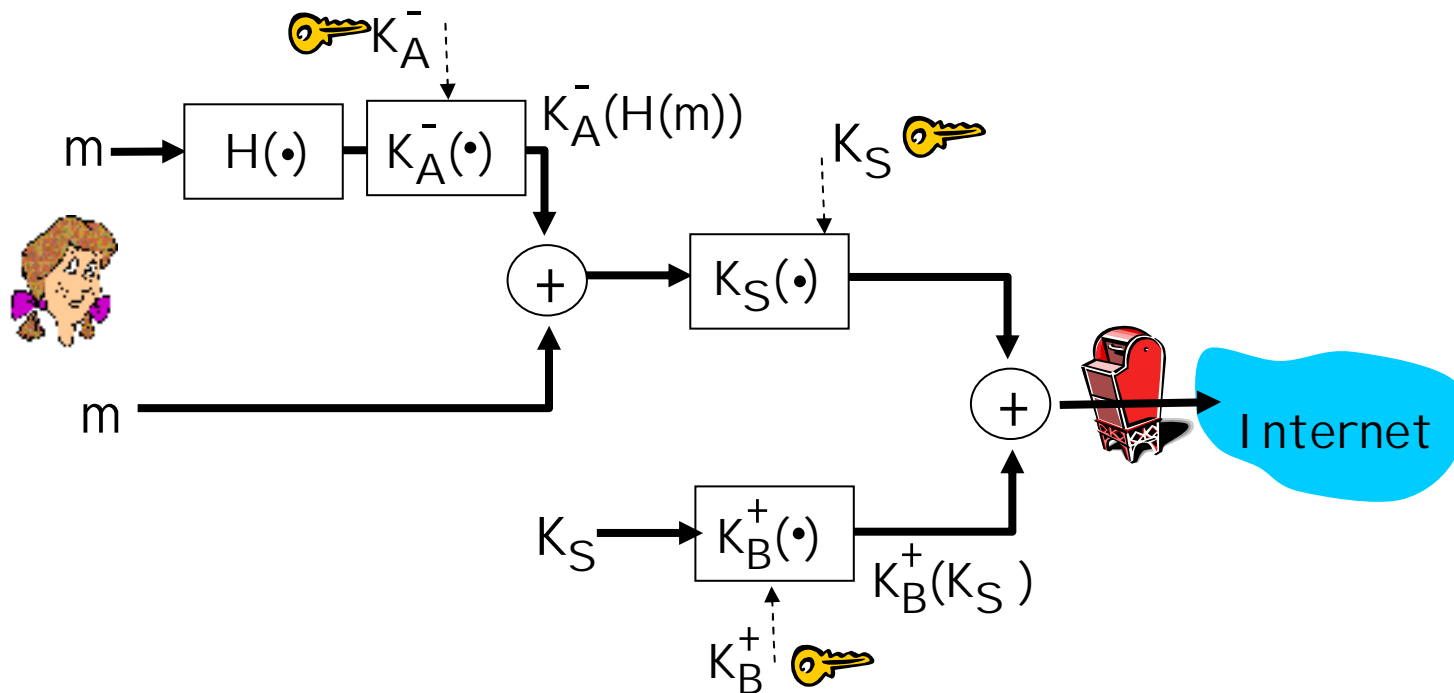 K_A^-
m
H(•)
K_A^-(•)
K_A^-(H(m))
K_S
+
K_S(•)
m
+
Internet
K_S
K_B^+(•)
K_B^+(K_S )
K_B^+